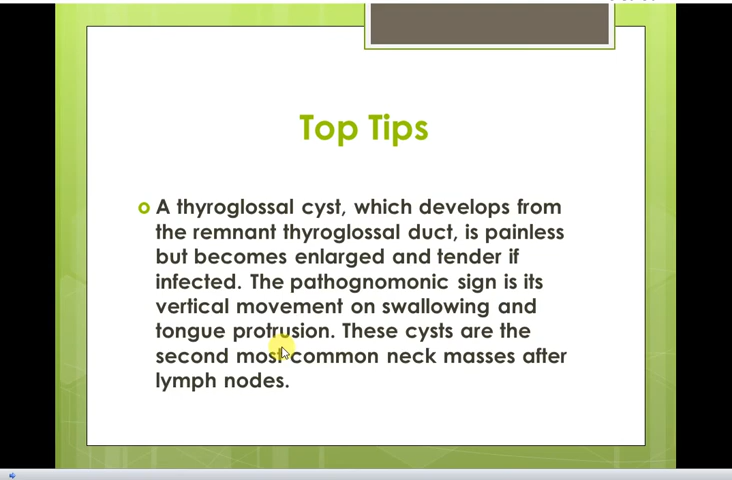 Top Tips
A thyroglossal cyst, which develops from
the remnant thyroglossal duct, is painless
but becomes enlarged and tender if
infected. The pathognomonic sign is its
vertical movement on swallowing and
tongue protrusion. These cysts are the
second most common neck masses after
lymph nodes.